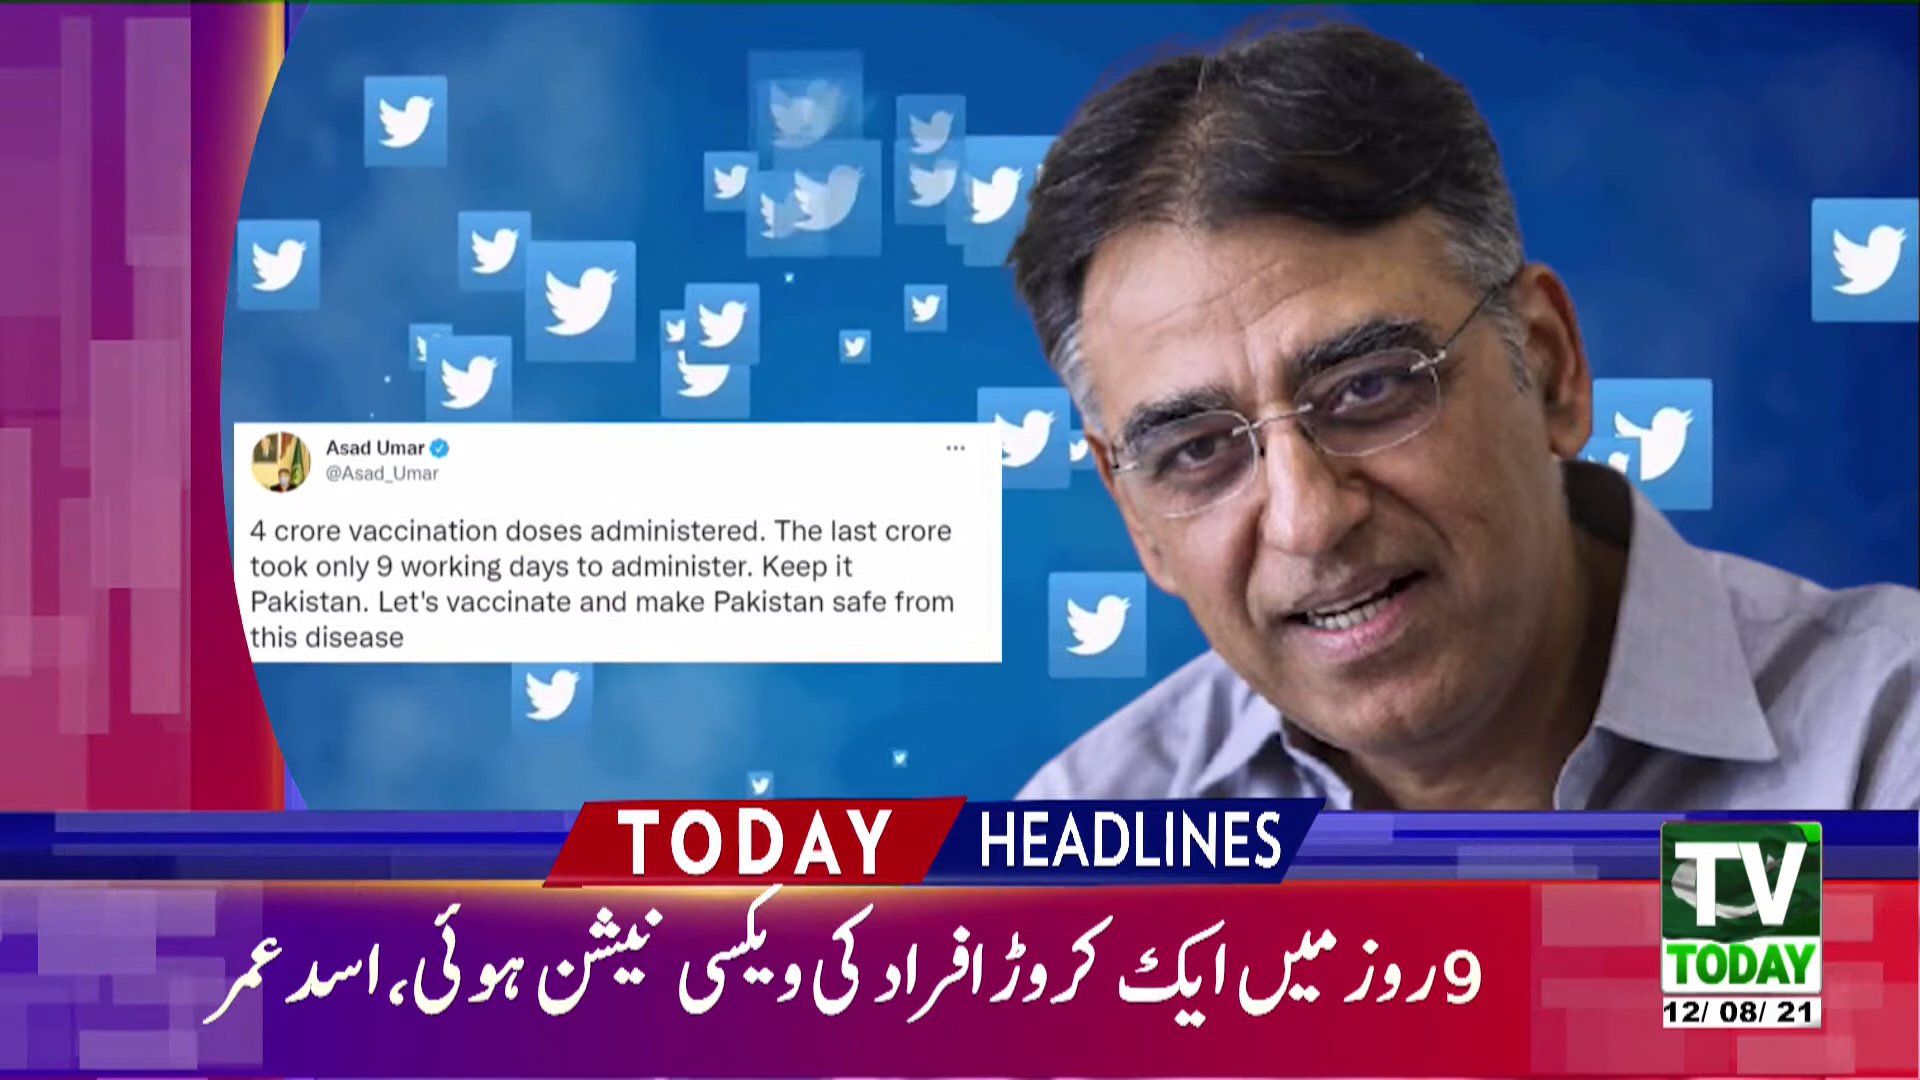 Asad Umar
@Asad_Umar
4 crore vaccination doses administered. The last crore
took only 9 working days to administer. Keep it
Pakistan. Let's vaccinate and make Pakistan safe from
this disease
TODAY HEADLINES
9روز میں ایک کروڑ افراد کی ویکسی نیشن ہوئی، اسد عمر
TV
TODAY
12/ 08/ 21